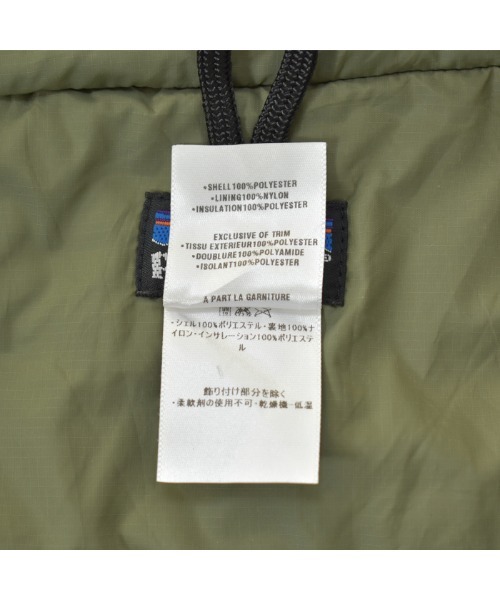 •SHELL100%POLYESTER
•LINING100%NYLON
•INSULATION100%POLYESTER
EXCLUSIVE OF TRIM
•TISSU EXTERIEUR100%POLYESTER
•DOUBLURE100%POLYAMIDE
•ISOLANT100%POLYESTER
A PART LA GARNITURE
・シェル100%ポリエステル・裏地100%ナ
イロン・インサレーション100%ポリエステ
ル
飾り付け部分を除く
・柔軟剤の使用不可・乾燥機-低温